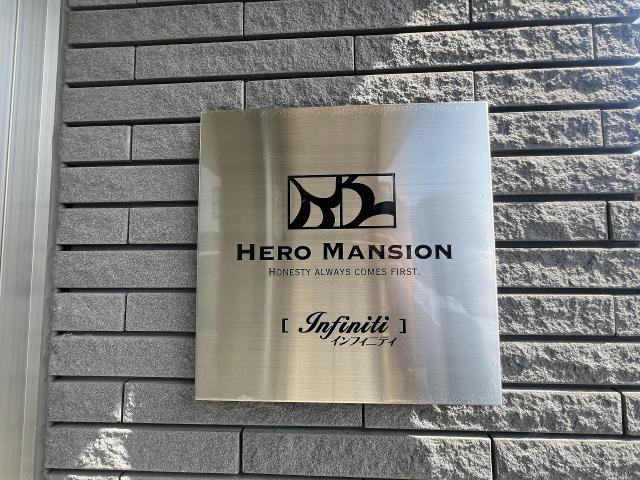 HERO MANSION
HONESTY ALWAYS COMES FIRST.
[ Infiniti ]
インフィニティ